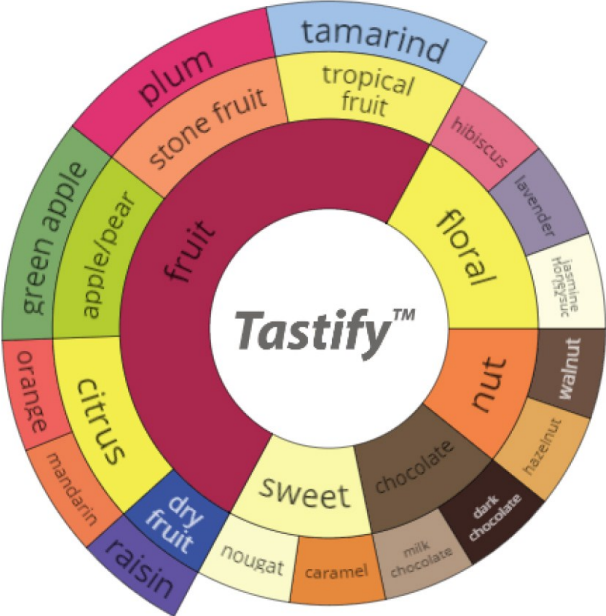 tamarind
tropical
fruit
plum
stone fruit
green apple
apple/pear
fruit
orange
citrus
mandarin
dry
fruit
raisin
hibiscus
lavender
jasmine
floral
walnut
nut
hazelnut
dark
chocolate
chocolate
milk
chocolate
sweet
caramel
nougat
Tastify™